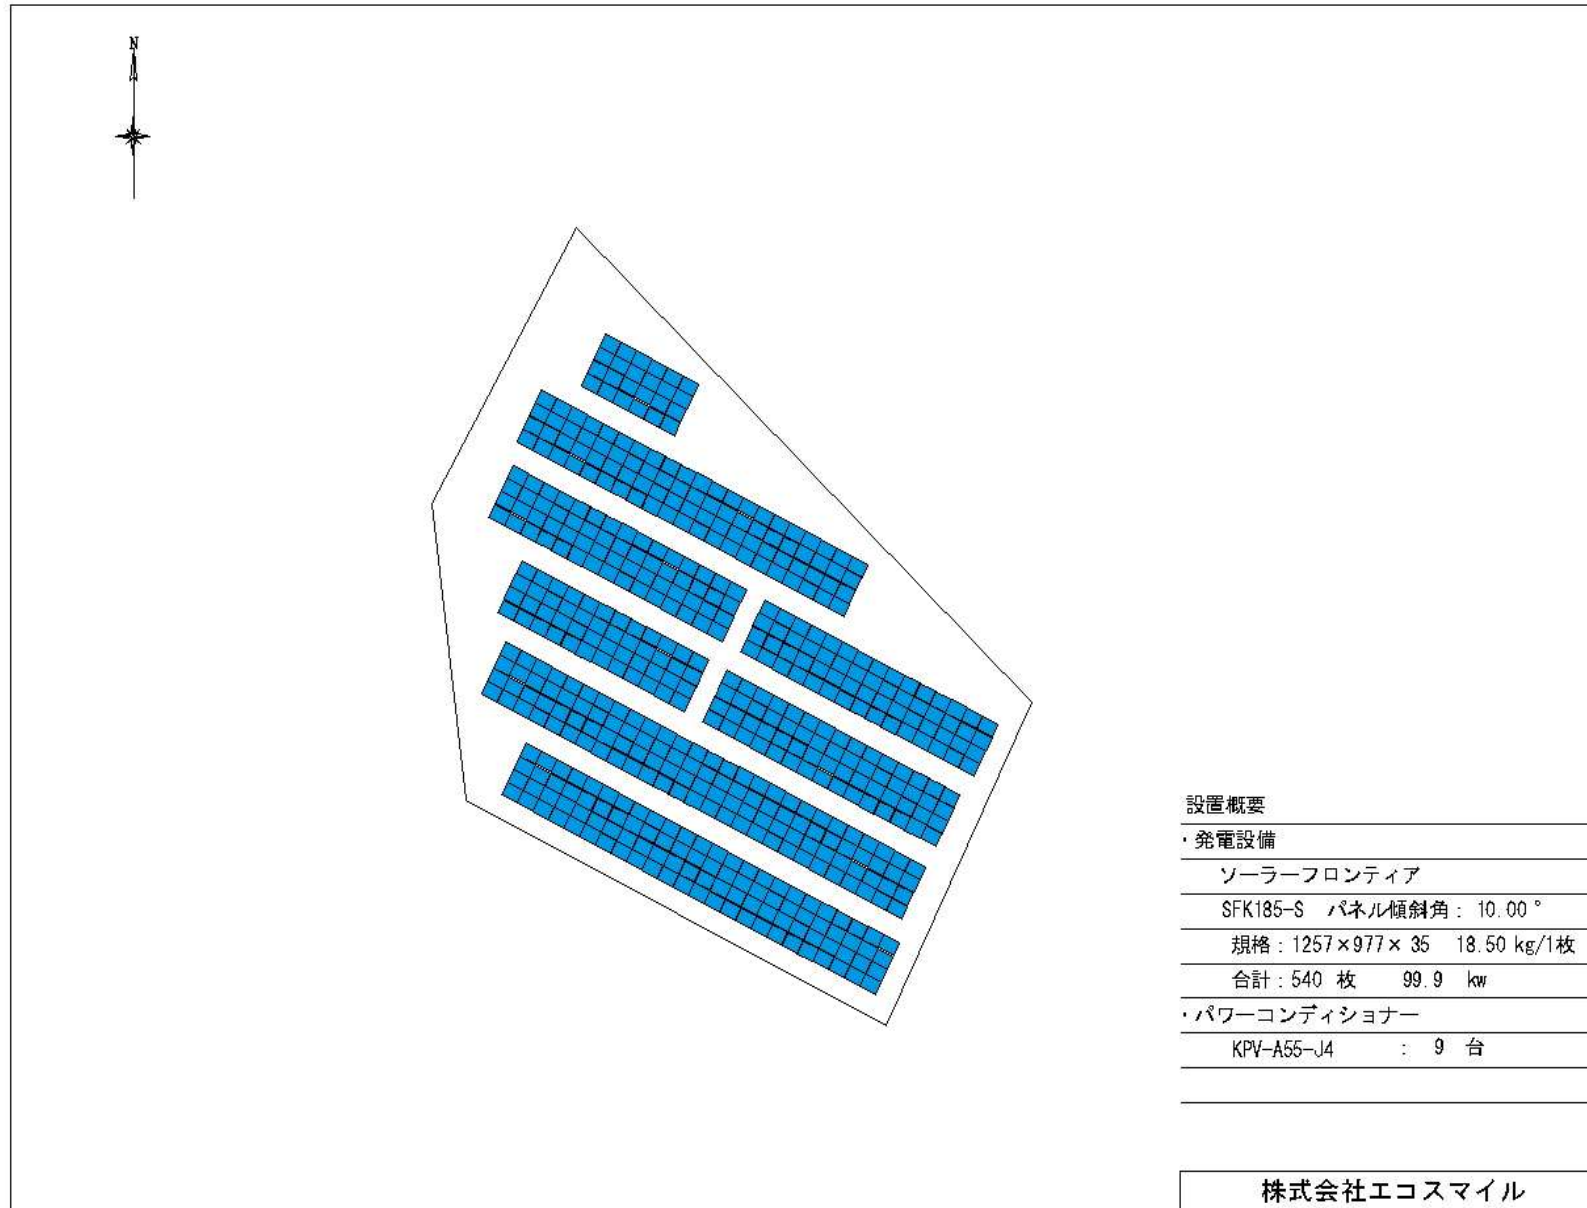 N
設置概要
・発電設備
ソーラーフロンティア
SFK185-S パネル傾斜角: 10.00°
規格:1257×977× 35 18.50 kg/1枚
合計:540 枚 99.9 kw
・パワーコンディショナー
KPV-A55-J4 : 9 台
株式会社エコスマイル